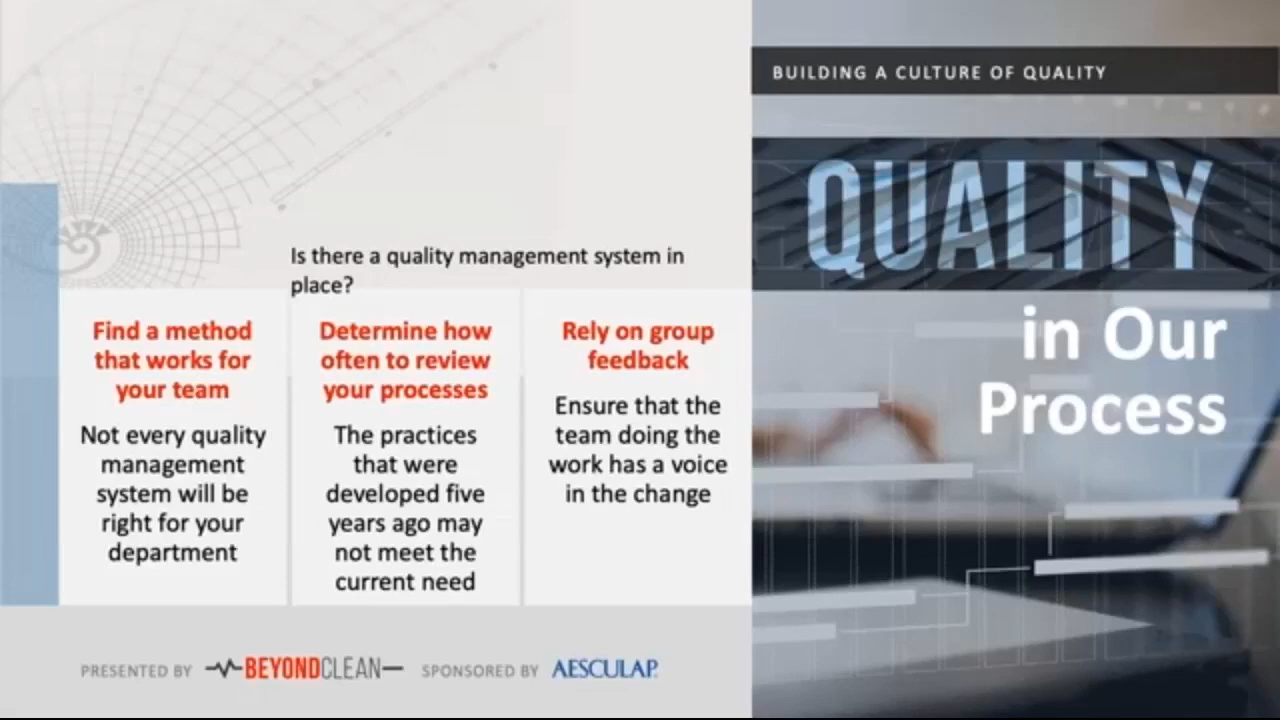 BUILDING A CULTURE OF QUALITY
QUALITY
in Our
Process
Is there a quality management system in
place?
Find a method
that works for
your team
Not every quality
management
system will be
right for your
department
Determine how
often to review
your processes
The practices
that were
developed five
years ago may
not meet the
current need
Rely on group
feedback
Ensure that the
team doing the
work has a voice
in the change
PRESENTED BY BEYONDCLEAN SPONSORED BY AESCULAP